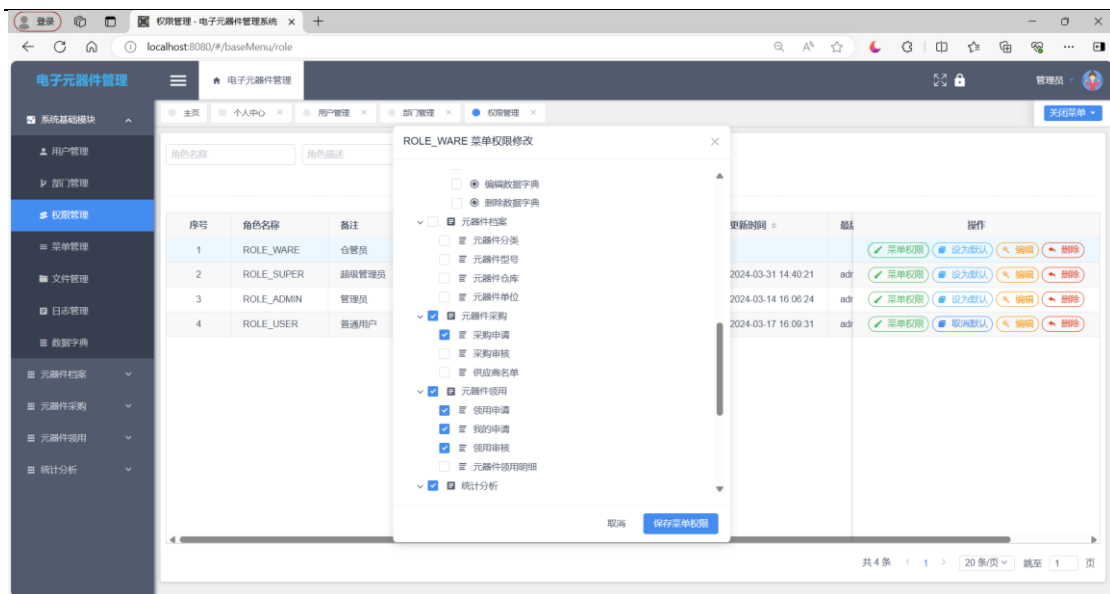 登录 权限管理 - 电子元器件管理系统
localhost:8080/#/baseMenu/role
电子元器件管理 电子元器件管理 管理员
系统基础模块 主页 个人中心 用户管理 部门管理 权限管理 关闭菜单
用户管理
部门管理
权限管理
菜单管理
文件管理
日志管理
数据字典
元器件档案
元器件采购
元器件领用
统计分析
角色名称 角色描述
序号 角色名称 备注 更新时间 操作
1 ROLE_WARE 仓管员 菜单权限 设为默认 编辑 删除
2 ROLE_SUPER 超级管理员 2024-03-31 14:40:21 菜单权限 设为默认 编辑 删除
3 ROLE_ADMIN 管理员 2024-03-14 16:06:24 菜单权限 设为默认 编辑 删除
4 ROLE_USER 普通用户 2024-03-17 16:09:31 菜单权限 取消默认 编辑 删除
ROLE_WARE 菜单权限修改
编辑数据字典
删除数据字典
元器件档案
元器件分类
元器件型号
元器件仓库
元器件单位
元器件采购
采购申请
采购审核
供应商名单
元器件领用
领用申请
我的申请
领用审核
元器件领用明细
统计分析
取消 保存菜单权限
共 4 条 1 20 条/页 跳至 1 页